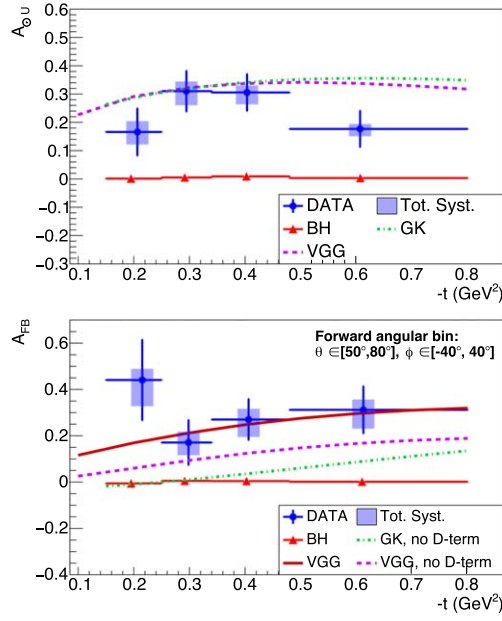 A⊙U
0.6
0.5
0.4
0.3
0.2
0.1
0
−0.1
−0.2
−0.3
DATA Tot. Syst.
BH GK
VGG
0.1 0.2 0.3 0.4 0.5 0.6 0.7 0.8
-t (GeV²)
A_FB
Forward angular bin:
θ ∈[50°,80°], ϕ ∈[-40°, 40°]
0.6
0.4
0.2
0
−0.2
−0.4
DATA Tot. Syst.
BH GK, no D-term
VGG VGG, no D-term
0.1 0.2 0.3 0.4 0.5 0.6 0.7 0.8
-t (GeV²)